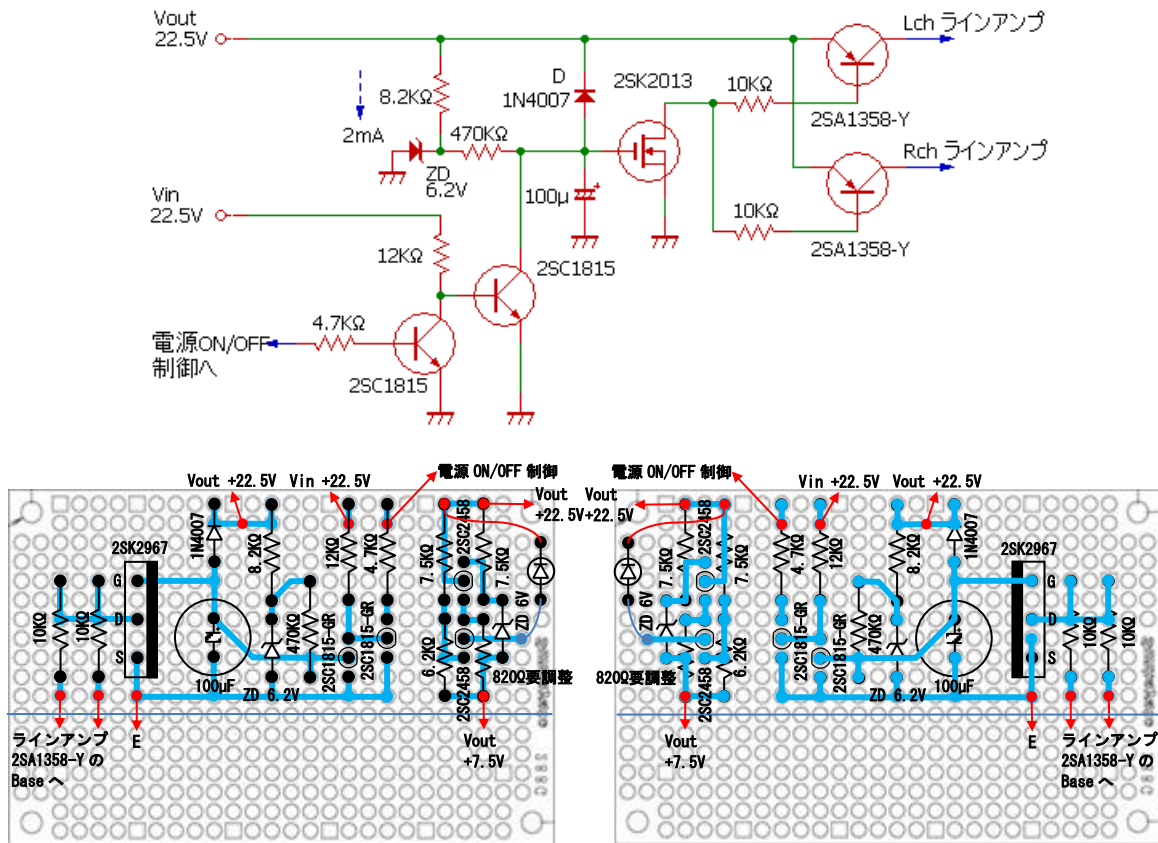 Vout
22.5V
Lch ラインアンプ
D
1N4007
2SK2013
10KΩ
8.2KΩ
2mA
470KΩ
2SA1358-Y
ZD
6.2V
Rch ラインアンプ
Vin
22.5V
100μ
+
10KΩ
2SA1358-Y
12KΩ
2SC1815
4.7KΩ
電源ON/OFF
制御へ
2SC1815
電源 ON/OFF 制御
Vout +22.5V
Vin +22.5V
Vout
+22.5V
1N4007
8.2KΩ
12KΩ
4.7KΩ
7.5KΩ
2SC2458
7.5KΩ
2SK2967
G
D
S
10KΩ
10KΩ
470KΩ
2SC1815-GR
2SC1815-GR
6.2KΩ
2SC2458
ZD 6V
820Ω要調整
100μF
ZD 6.2V
ラインアンプ
2SA1358-Y の
Base へ
E
Vout
+7.5V
電源 ON/OFF 制御
Vin +22.5V
Vout +22.5V
Vout
+22.5V
2SC2458
7.5KΩ
7.5KΩ
4.7KΩ
12KΩ
8.2KΩ
1N4007
2SK2967
G
D
S
ZD 6V
6.2KΩ
2SC2458
2SC1815-GR
2SC1815-GR
470KΩ
10KΩ
10KΩ
ZD 6.2V
100μF
Vout
+7.5V
E
ラインアンプ
2SA1358-Y の
Base へ